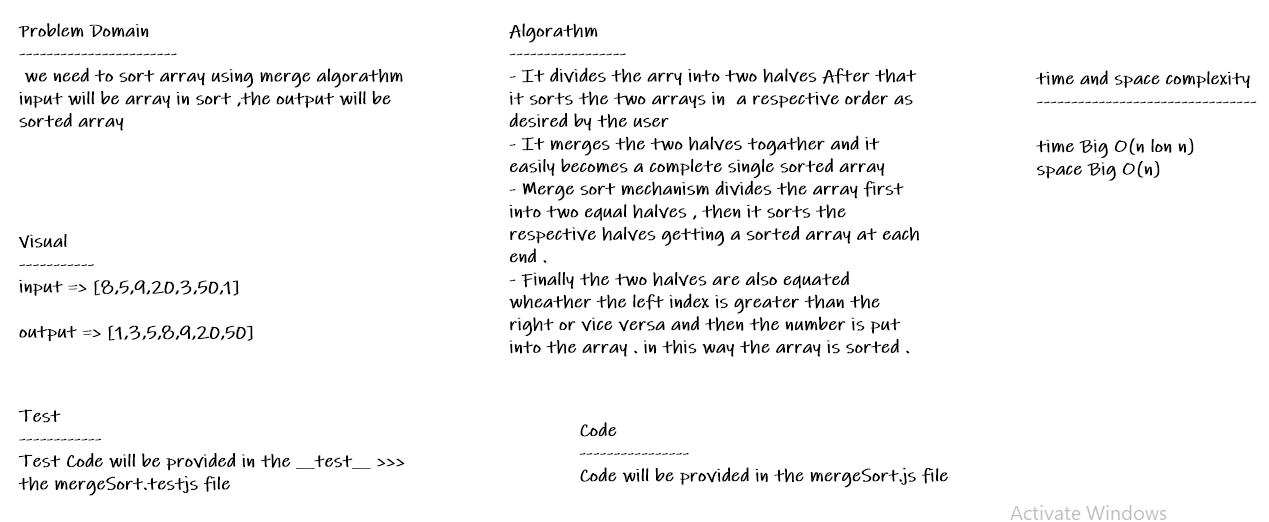 Problem Domain
-----------------------
we need to sort array using merge algorathm
input will be array in sort ,the output will be
sorted array
Visual
-----------
input => [8,5,9,20,3,50,1]
output => [1,3,5,8,9,20,50]
Test
------------
Test Code will be provided in the __test__ >>>
the mergeSort.testjs file
Algorathm
-----------------
- It divides the arry into two halves After that
it sorts the two arrays in a respective order as
desired by the user
- It merges the two halves togather and it
easily becomes a complete single sorted array
- Merge sort mechanism divides the array first
into two equal halves , then it sorts the
respective halves getting a sorted array at each
end .
- Finally the two halves are also equated
wheather the left index is greater than the
right or vice versa and then the number is put
into the array . in this way the array is sorted .
Code
----------------
Code will be provided in the mergeSort.js file
time and space complexity
--------------------------------
time Big O(n lon n)
space Big O(n)
Activate Windows